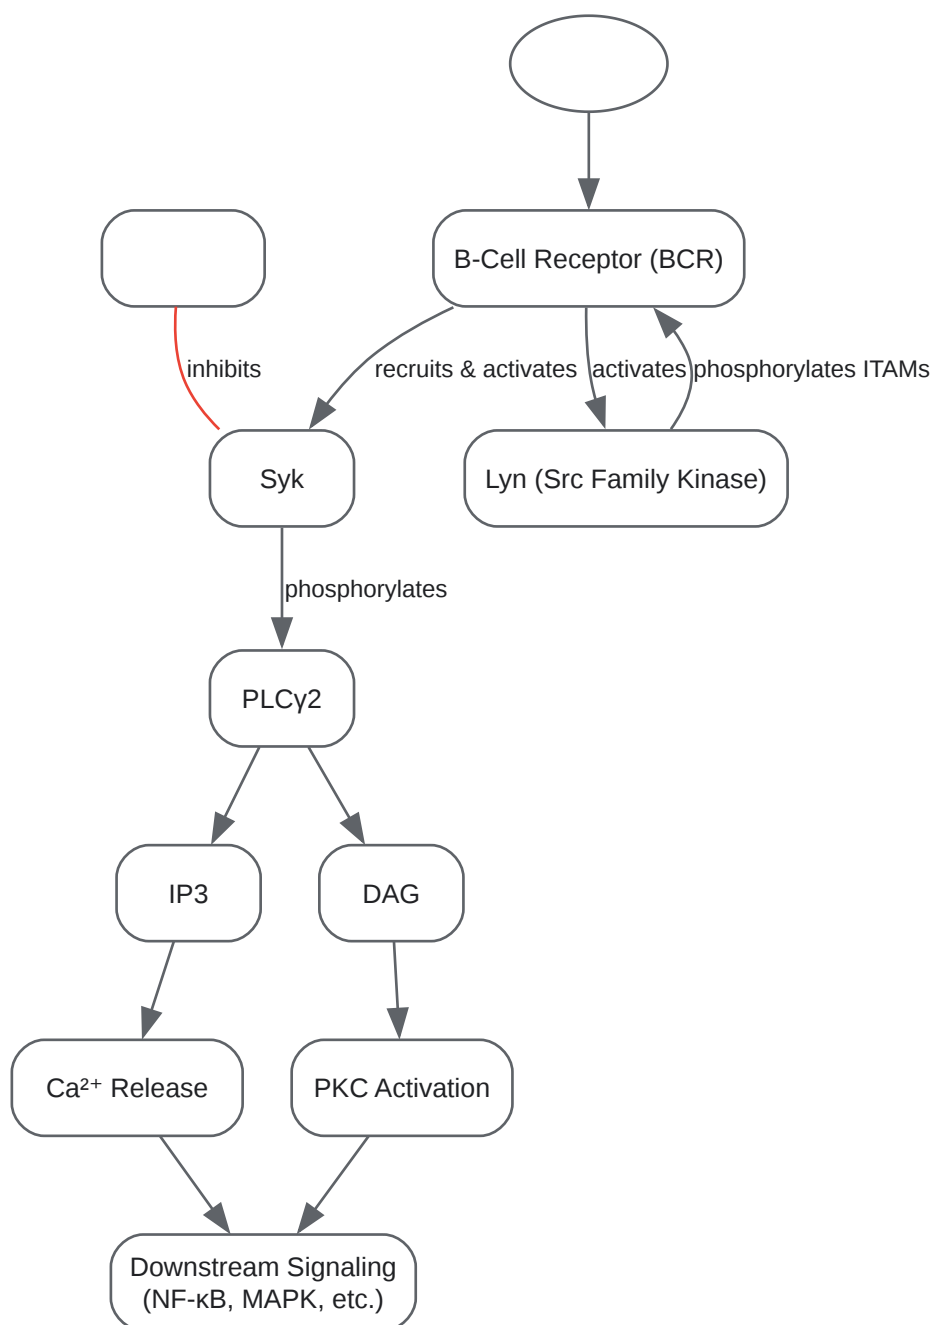 B-Cell Receptor (BCR)
inhibits
recruits & activates
activates
phosphorylates ITAMs
Syk
Lyn (Src Family Kinase)
phosphorylates
PLCγ2
IP3
DAG
Ca²⁺ Release
PKC Activation
Downstream Signaling
(NF-κB, MAPK, etc.)